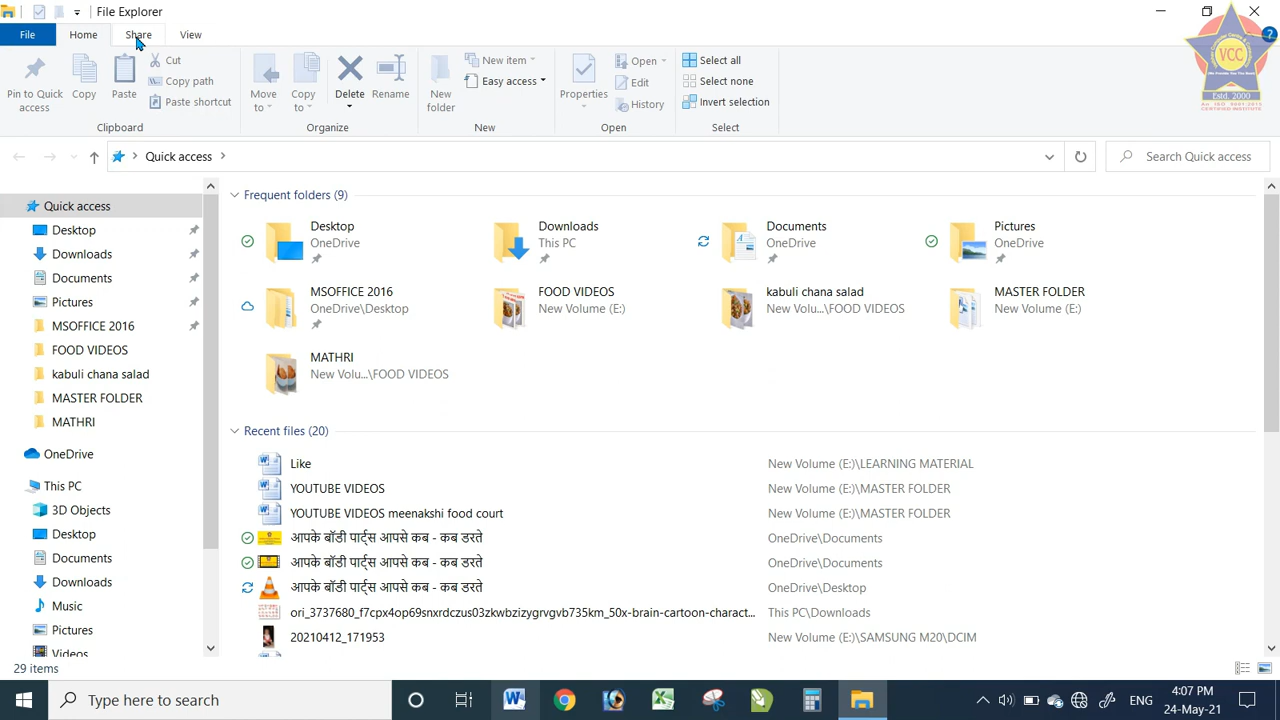 File Explorer
File Home Share View
Pin to Quick access
Copy
Paste
Cut
Copy path
Paste shortcut
Clipboard
Move to
Copy to
Delete
Rename
Organize
New folder
New item
Easy access
New
Properties
Open
Edit
History
Open
Select all
Select none
Invert selection
Select
VCC
Estd. 2000
Quick access
Search Quick access
Quick access
Desktop
Downloads
Documents
Pictures
MSOFFICE 2016
FOOD VIDEOS
kabuli chana salad
MASTER FOLDER
MATHRI
OneDrive
This PC
3D Objects
Desktop
Documents
Downloads
Music
Pictures
Videos
Frequent folders (9)
Desktop
OneDrive
Downloads
This PC
Documents
OneDrive
Pictures
OneDrive
MSOFFICE 2016
OneDrive\Desktop
FOOD VIDEOS
New Volume (E:)
kabuli chana salad
New Volu...\FOOD VIDEOS
MASTER FOLDER
New Volume (E:)
MATHRI
New Volu...\FOOD VIDEOS
Recent files (20)
Like New Volume (E:)\LEARNING MATERIAL
YOUTUBE VIDEOS New Volume (E:)\MASTER FOLDER
YOUTUBE VIDEOS meenakshi food court New Volume (E:)\MASTER FOLDER
आपके बॉडी पार्ट्स आपसे कब - कब डरते OneDrive\Documents
आपके बॉडी पार्ट्स आपसे कब - कब डरते OneDrive\Documents
आपके बॉडी पार्ट्स आपसे कब - कब डरते OneDrive\Desktop
ori_3737680_f7cpx4op69snxrdczus03zkwbzizygrvgvb735km_50x-brain-cartoon-charact... This PC\Downloads
20210412_171953 New Volume (E:)\SAMSUNG M20\DCIM
29 items
Type here to search
ENG
4:07 PM
24-May-21